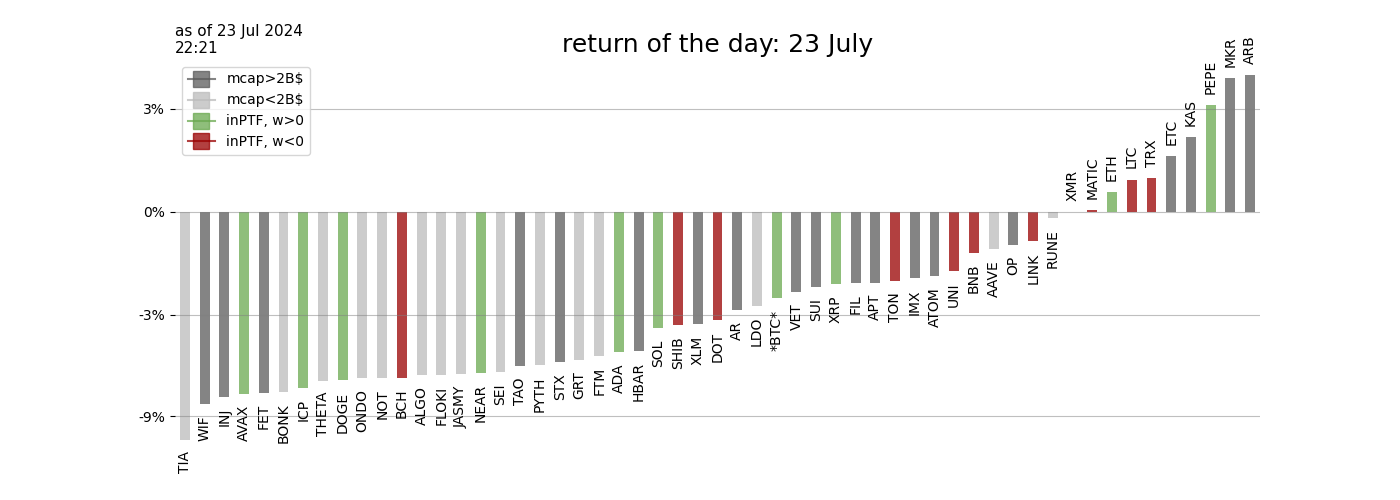 as of 23 Jul 2024
22:21
return of the day: 23 July
mcap>2B$
mcap<2B$
inPTF, w>0
inPTF, w<0
3%
0%
-3%
-9%
TIA
WIF
INJ
AVAX
FET
BONK
ICP
THETA
DOGE
ONDO
NOT
BCH
ALGO
FLOKI
JASMY
NEAR
SEI
TAO
PYTH
STX
GRT
FTM
ADA
HBAR
SOL
SHIB
XLM
DOT
AR
LDO
*BTC*
VET
SUI
XRP
FIL
APT
TON
IMX
ATOM
UNI
BNB
AAVE
OP
LINK
RUNE
XMR
MATIC
ETH
LTC
TRX
ETC
KAS
PEPE
MKR
ARB